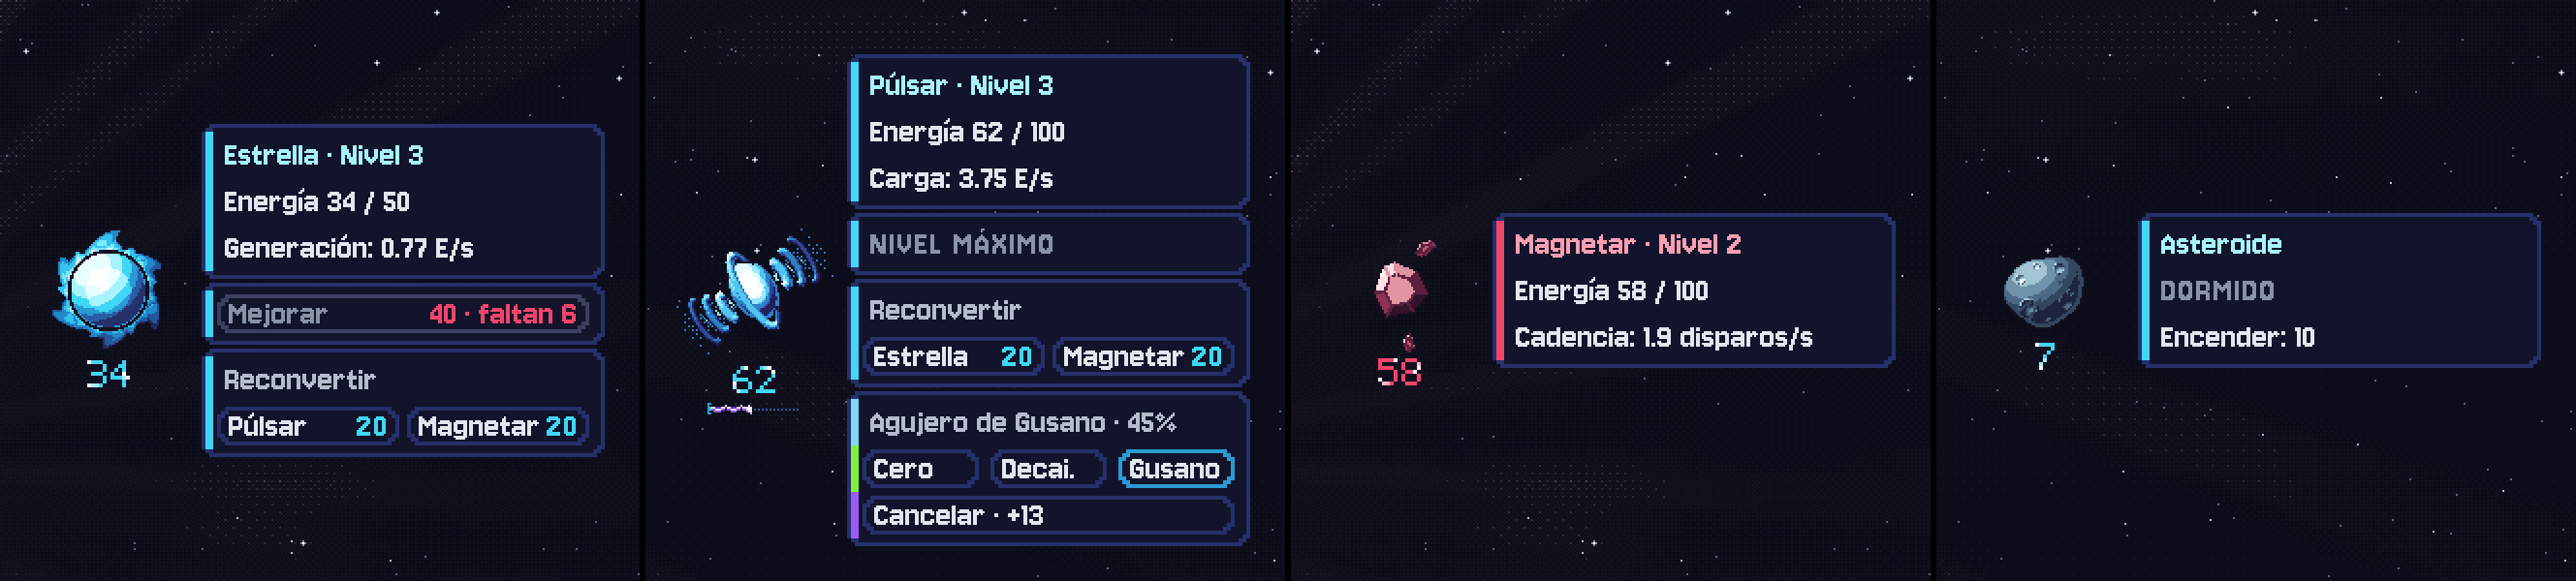 Estrella · Nivel 3
Energía 34 / 50
Generación: 0.77 E/s
Mejorar 40 · faltan 6
Reconvertir
Púlsar 20 Magnetar 20
34
Púlsar · Nivel 3
Energía 62 / 100
Carga: 3.75 E/s
NIVEL MÁXIMO
Reconvertir
Estrella 20 Magnetar 20
Agujero de Gusano · 45%
Cero Decai. Gusano
Cancelar · +13
62
Magnetar · Nivel 2
Energía 58 / 100
Cadencia: 1.9 disparos/s
58
Asteroide
DORMIDO
Encender: 10
7